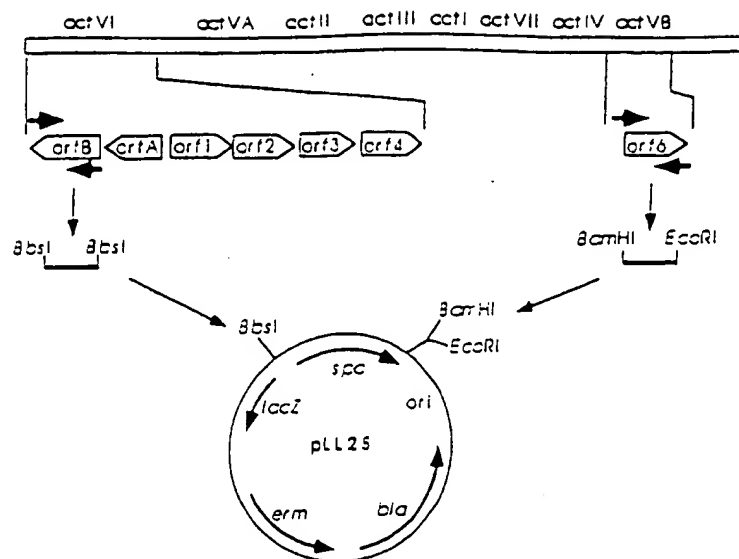 actVI actVA actII actIII actI actVII actIV actVB
orfB orfA orf1 orf2 orf3 orf4 orf6
BbsI BbsI BamHI EcoRI
BbsI BamHI
EcoRI
spc
lacZ ori
pLL25
erm bla